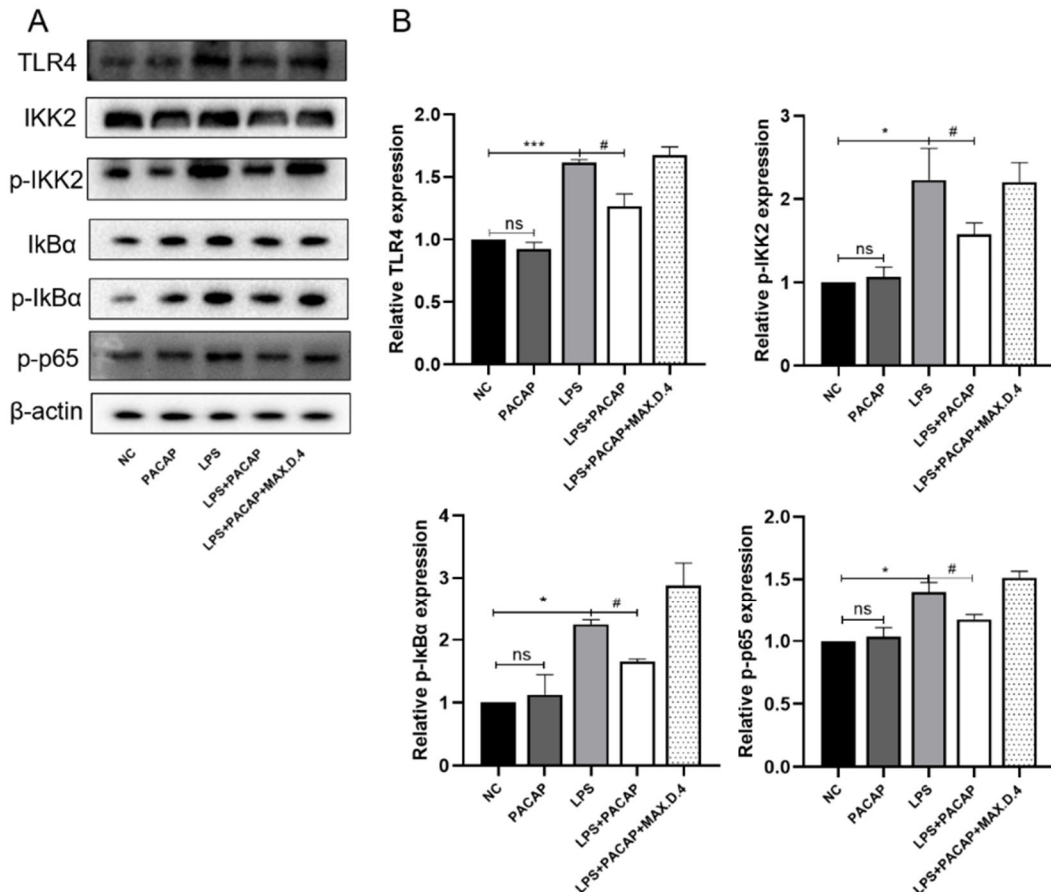 A
TLR4
IKK2
p-IKK2
IkBα
p-IkBα
p-p65
β-actin
NC
PACAP
LPS
LPS+PACAP
LPS+PACAP+MAX.D.4
B
Relative TLR4 expression
2.0
1.5
1.0
0.5
0.0
***
#
ns
NC
PACAP
LPS
LPS+PACAP
LPS+PACAP+MAX.D.4
Relative p-IKK2 expression
3
2
1
0
*
#
ns
NC
PACAP
LPS
LPS+PACAP
LPS+PACAP+MAX.D.4
Relative p-IκBα expression
4
3
2
1
0
*
#
ns
NC
PACAP
LPS
LPS+PACAP
LPS+PACAP+MAX.D.4
Relative p-p65 expression
2.0
1.5
1.0
0.5
0.0
*
#
ns
NC
PACAP
LPS
LPS+PACAP
LPS+PACAP+MAX.D.4